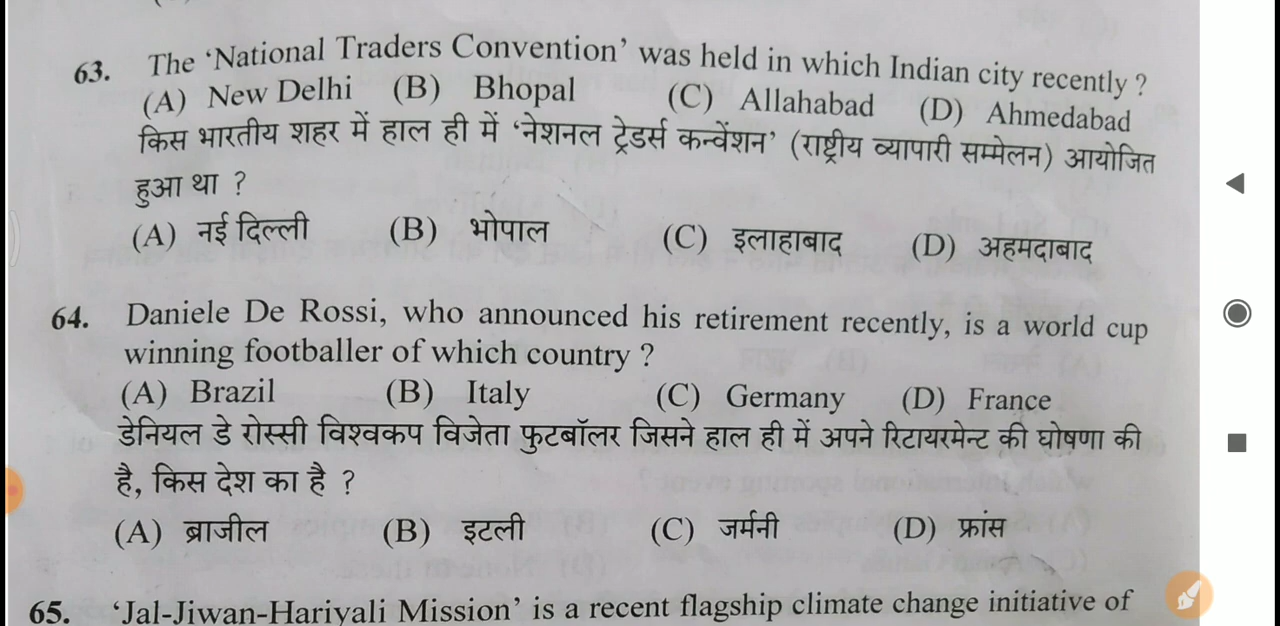 63. The ‘National Traders Convention’ was held in which Indian city recently ?
(A) New Delhi (B) Bhopal (C) Allahabad (D) Ahmedabad
किस भारतीय शहर में हाल ही में ‘नेशनल ट्रेडर्स कन्वेंशन’ (राष्ट्रीय व्यापारी सम्मेलन) आयोजित
हुआ था ?
(A) नई दिल्ली (B) भोपाल (C) इलाहाबाद (D) अहमदाबाद
64. Daniele De Rossi, who announced his retirement recently, is a world cup
winning footballer of which country ?
(A) Brazil (B) Italy (C) Germany (D) France
डेनियल डे रोस्सी विश्वकप विजेता फुटबॉलर जिसने हाल ही में अपने रिटायरमेन्ट की घोषणा की
है, किस देश का है ?
(A) ब्राजील (B) इटली (C) जर्मनी (D) फ्रांस
65. ‘Jal-Jiwan-Hariyali Mission’ is a recent flagship climate change initiative of